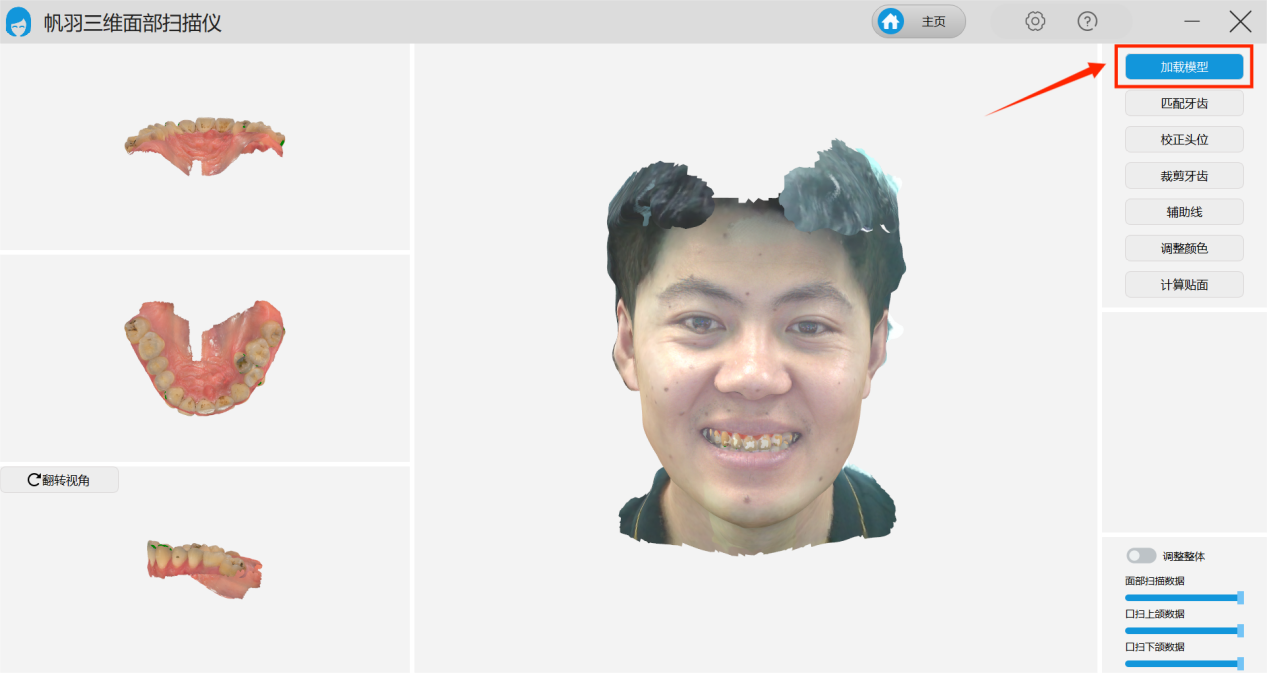 帆羽三维面部扫描仪
主页
加载模型
匹配牙齿
校正头位
裁剪牙齿
辅助线
调整颜色
计算贴面
翻转视角
调整整体
面部扫描数据
口扫上颌数据
口扫下颌数据